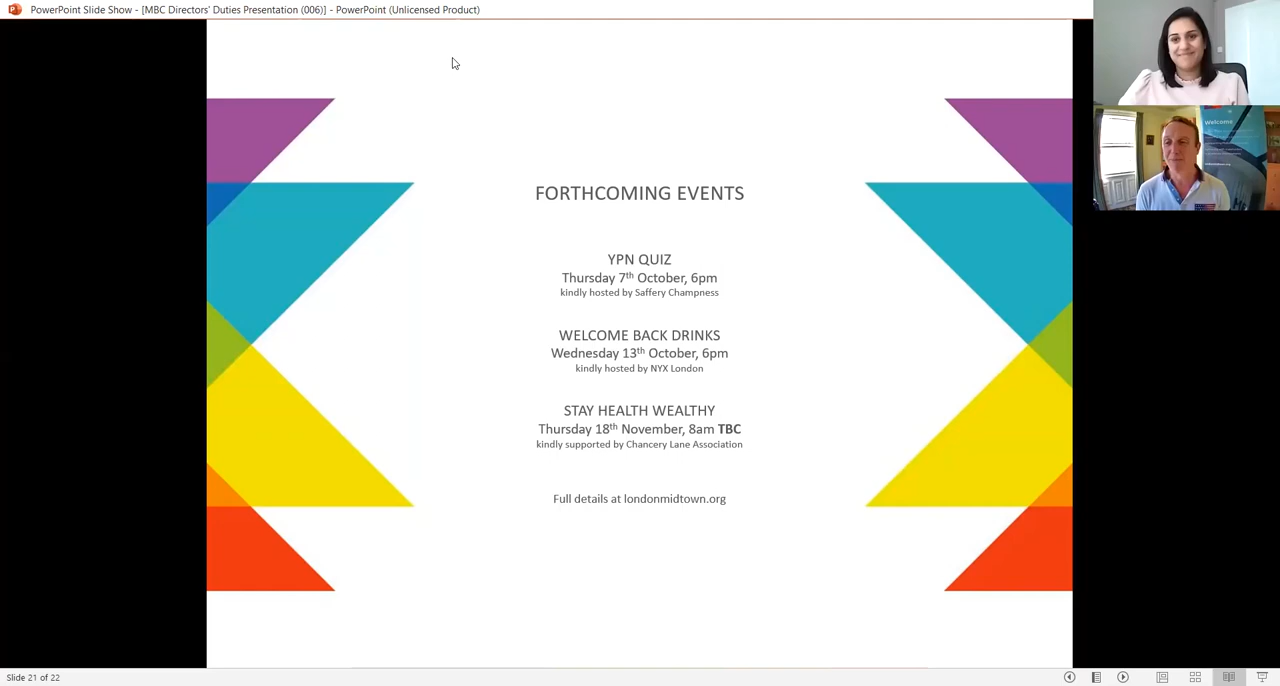 PowerPoint Slide Show - [MBC Directors' Duties Presentation (006)] - PowerPoint (Unlicensed Product)
Welcome
FORTHCOMING EVENTS
YPN QUIZ
Thursday 7th October, 6pm
kindly hosted by Saffery Champness
WELCOME BACK DRINKS
Wednesday 13th October, 6pm
kindly hosted by NYX London
STAY HEALTH WEALTHY
Thursday 18th November, 8am TBC
kindly supported by Chancery Lane Association
Full details at londonmidtown.org
Slide 21 of 22